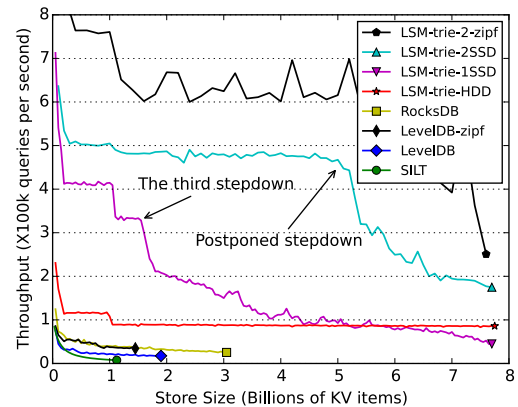 8
7
6
5
4
3
2
1
0
Throughput (X100k queries per second)
LSM-trie-2-zipf
LSM-trie-2SSD
LSM-trie-1SSD
LSM-trie-HDD
RocksDB
LevelDB-zipf
LevelDB
SILT
The third stepdown
Postponed stepdown
0 1 2 3 4 5 6 7 8
Store Size (Billions of KV items)